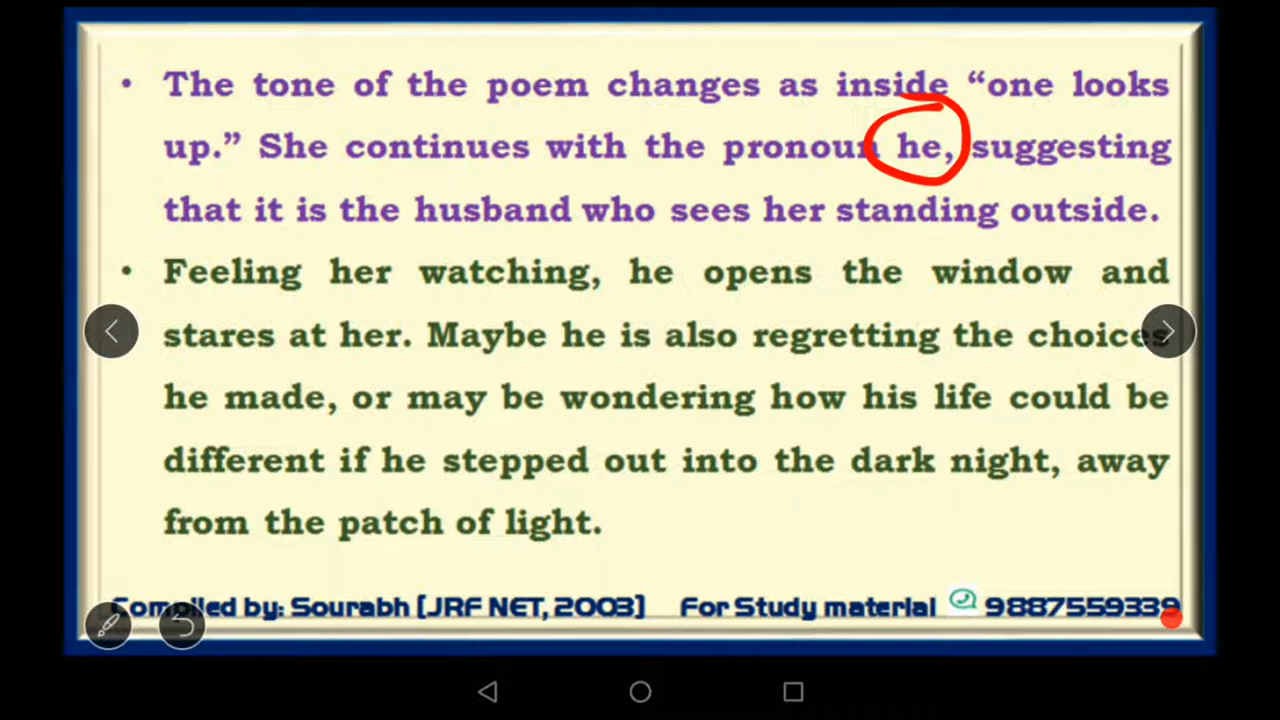 • The tone of the poem changes as inside “one looks
up.” She continues with the pronoun he, suggesting
that it is the husband who sees her standing outside.
• Feeling her watching, he opens the window and
stares at her. Maybe he is also regretting the choices
he made, or may be wondering how his life could be
different if he stepped out into the dark night, away
from the patch of light.
Compiled by: Sourabh [JRF NET, 2003] For Study material 9887559339